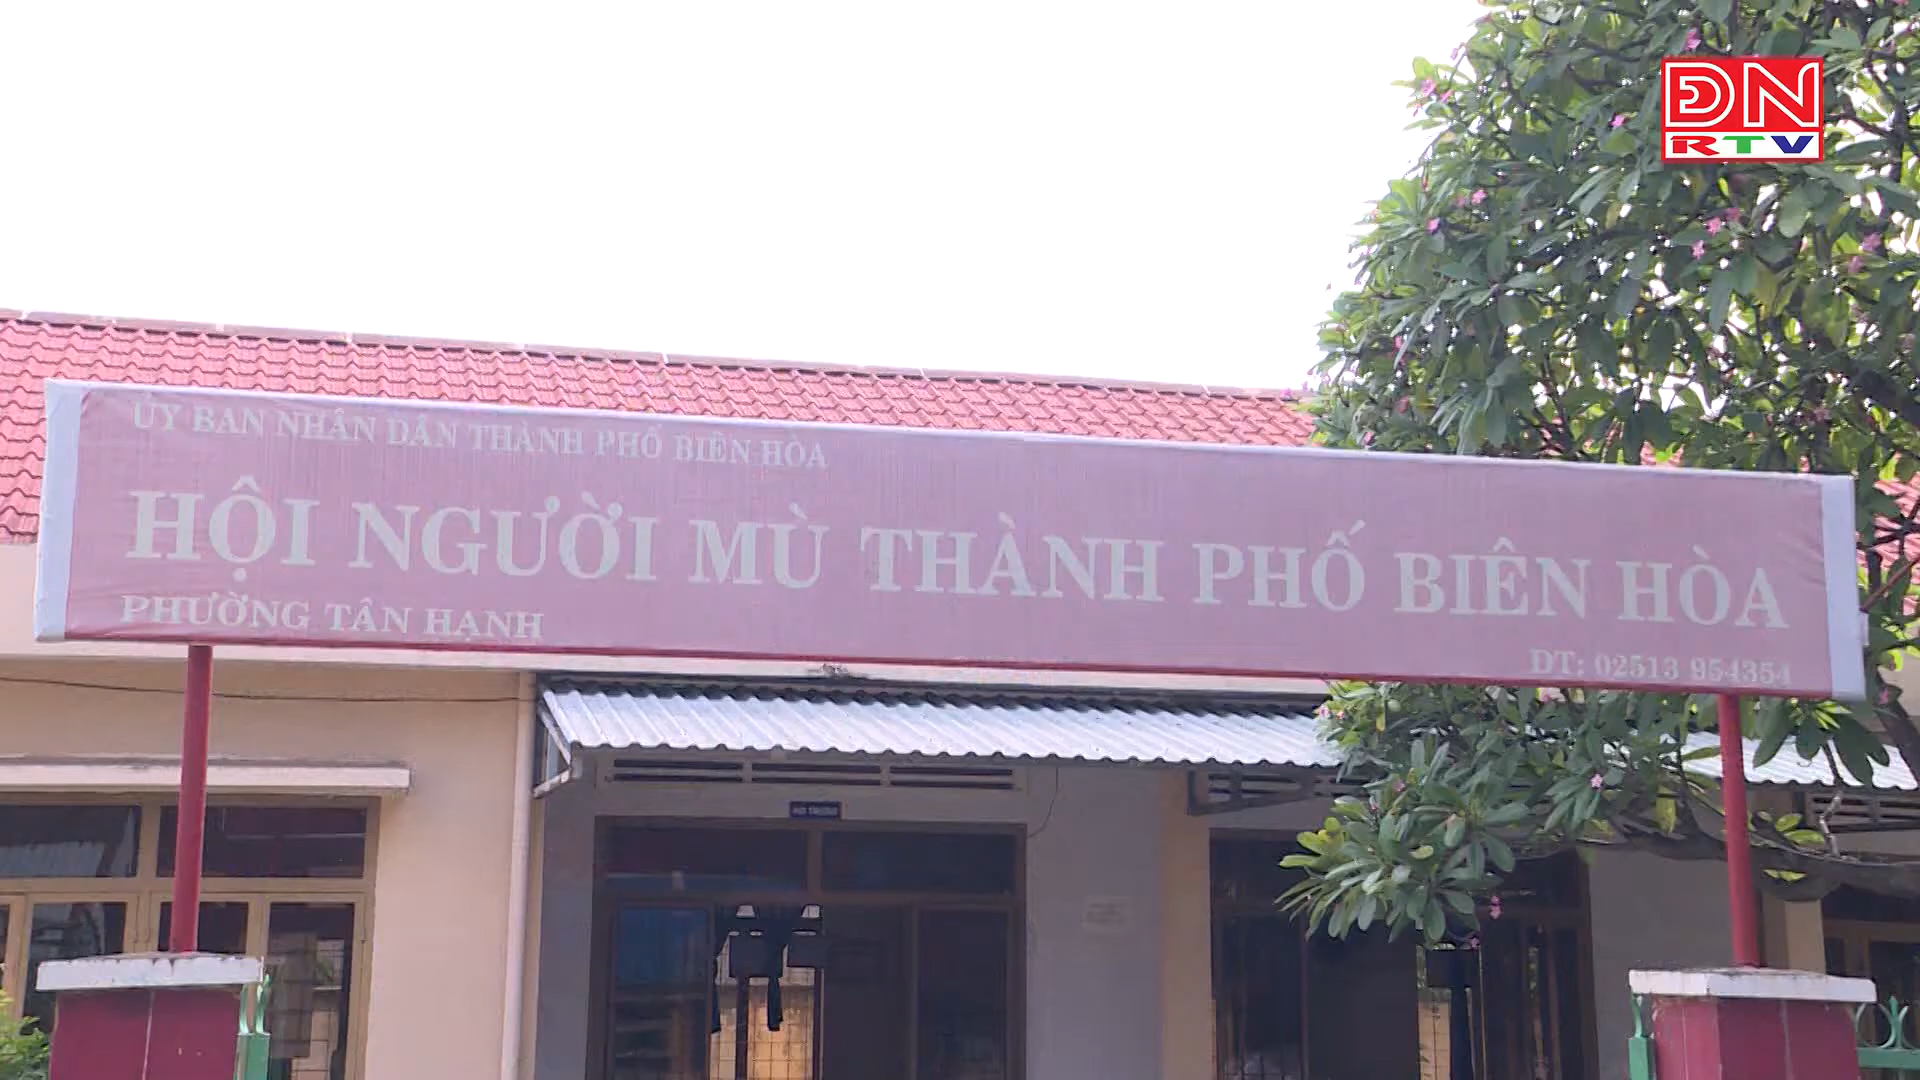 ĐN
RTV
ỦY BAN NHÂN DÂN THÀNH PHỐ BIÊN HÒA
HỘI NGƯỜI MÙ THÀNH PHỐ BIÊN HÒA
PHƯỜNG TÂN HẠNH
ĐT: 02513 954354